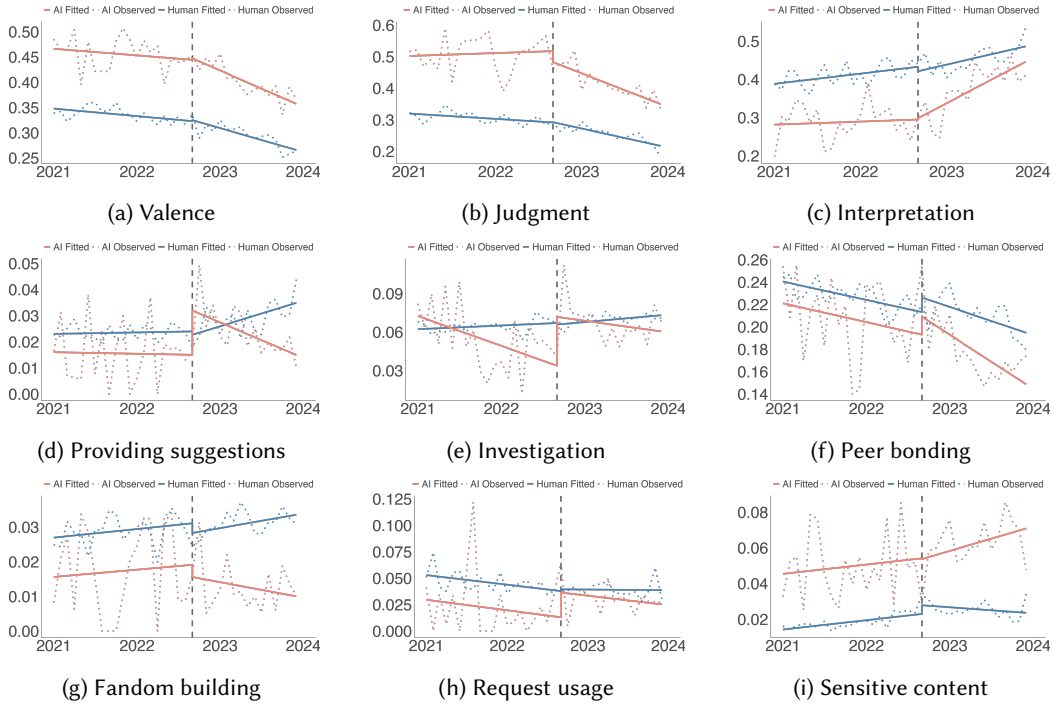 AI Fitted AI Observed Human Fitted Human Observed
0.50
0.45
0.40
0.35
0.30
0.25
2021 2022 2023 2024
(a) Valence
AI Fitted AI Observed Human Fitted Human Observed
0.6
0.5
0.4
0.3
0.2
2021 2022 2023 2024
(b) Judgment
AI Fitted AI Observed Human Fitted Human Observed
0.5
0.4
0.3
0.2
2021 2022 2023 2024
(c) Interpretation
AI Fitted AI Observed Human Fitted Human Observed
0.05
0.04
0.03
0.02
0.01
0.00
2021 2022 2023 2024
(d) Providing suggestions
AI Fitted AI Observed Human Fitted Human Observed
0.09
0.06
0.03
2021 2022 2023 2024
(e) Investigation
AI Fitted AI Observed Human Fitted Human Observed
0.26
0.24
0.22
0.20
0.18
0.16
0.14
2021 2022 2023 2024
(f) Peer bonding
AI Fitted AI Observed Human Fitted Human Observed
0.03
0.02
0.01
0.00
2021 2022 2023 2024
(g) Fandom building
AI Fitted AI Observed Human Fitted Human Observed
0.125
0.100
0.075
0.050
0.025
0.000
2021 2022 2023 2024
(h) Request usage
AI Fitted AI Observed Human Fitted Human Observed
0.08
0.06
0.04
0.02
2021 2022 2023 2024
(i) Sensitive content